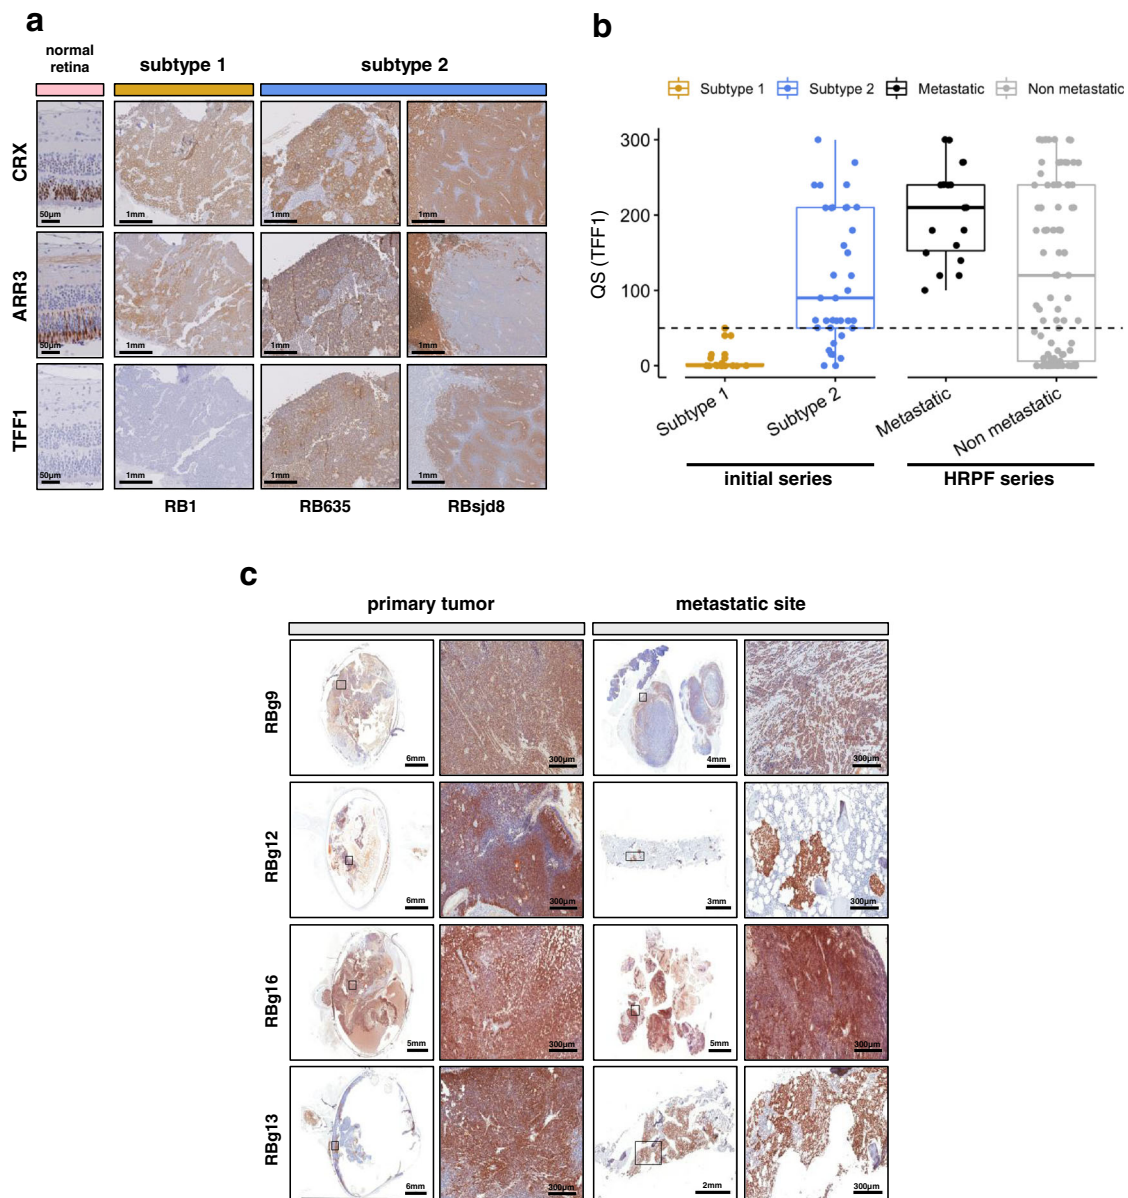 a
normal
retina
subtype 1
subtype 2
CRX
50µm
1mm
1mm
1mm
ARR3
50µm
1mm
1mm
1mm
TFF1
50µm
1mm
1mm
1mm
RB1
RB635
RBsjd8
b
Subtype 1
Subtype 2
Metastatic
Non metastatic
QS (TFF1)
300
200
100
0
Subtype 1
Subtype 2
Metastatic
Non metastatic
initial series
HRPF series
c
primary tumor
metastatic site
RBg9
6mm
300µm
4mm
300µm
RBg12
6mm
300µm
3mm
300µm
RBg16
5mm
300µm
5mm
300µm
RBg13
6mm
300µm
2mm
300µm